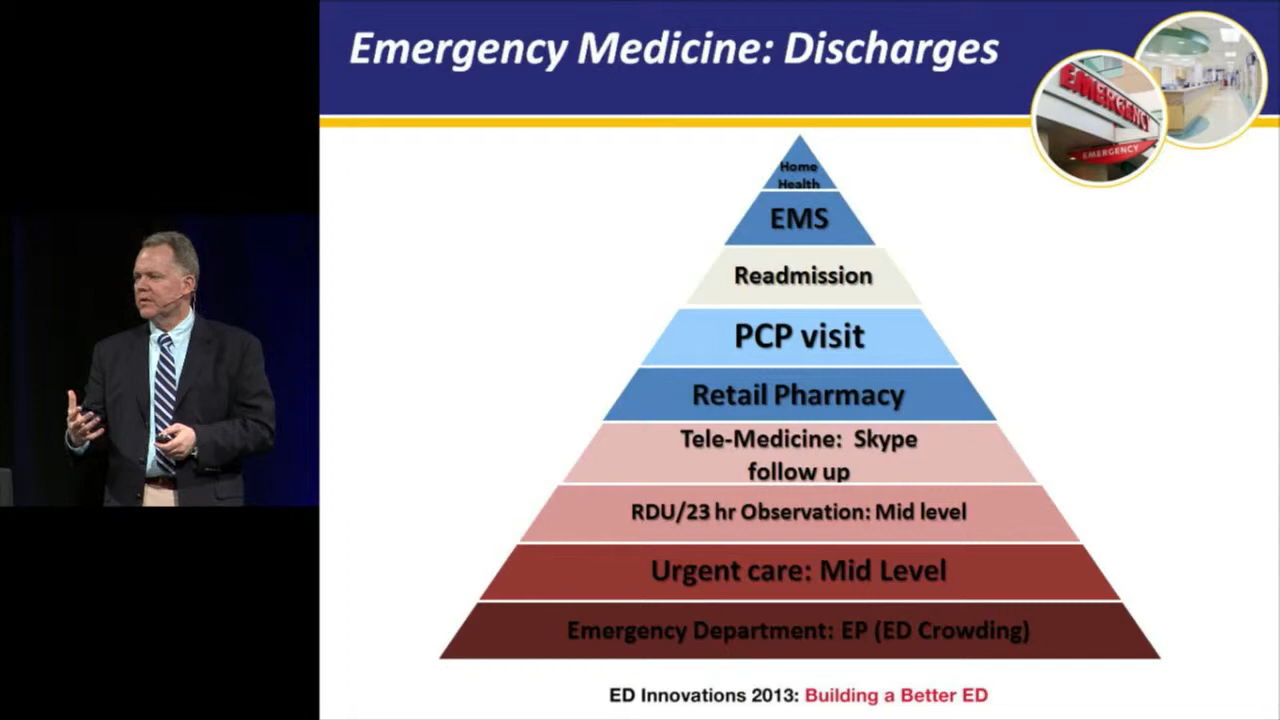 Emergency Medicine: Discharges
EMERGENCY
EMERGENCY
Home
Health
EMS
Readmission
PCP visit
Retail Pharmacy
Tele-Medicine: Skype
follow up
RDU/23 hr Observation: Mid level
Urgent care: Mid Level
Emergency Department: EP (ED Crowding)
ED Innovations 2013: Building a Better ED